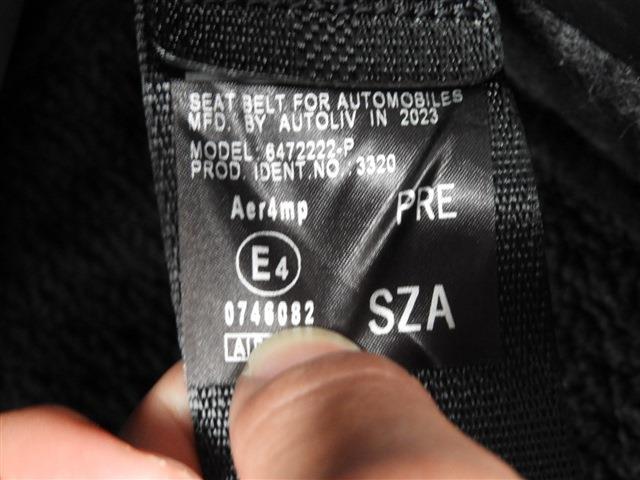 SEAT BELT FOR AUTOMOBILES
MFD. BY AUTOLIV IN 2023
MODEL 6472222-P
PROD. IDENT.NO. :3320
Aer4mp PRE
E4
0746082
SZA